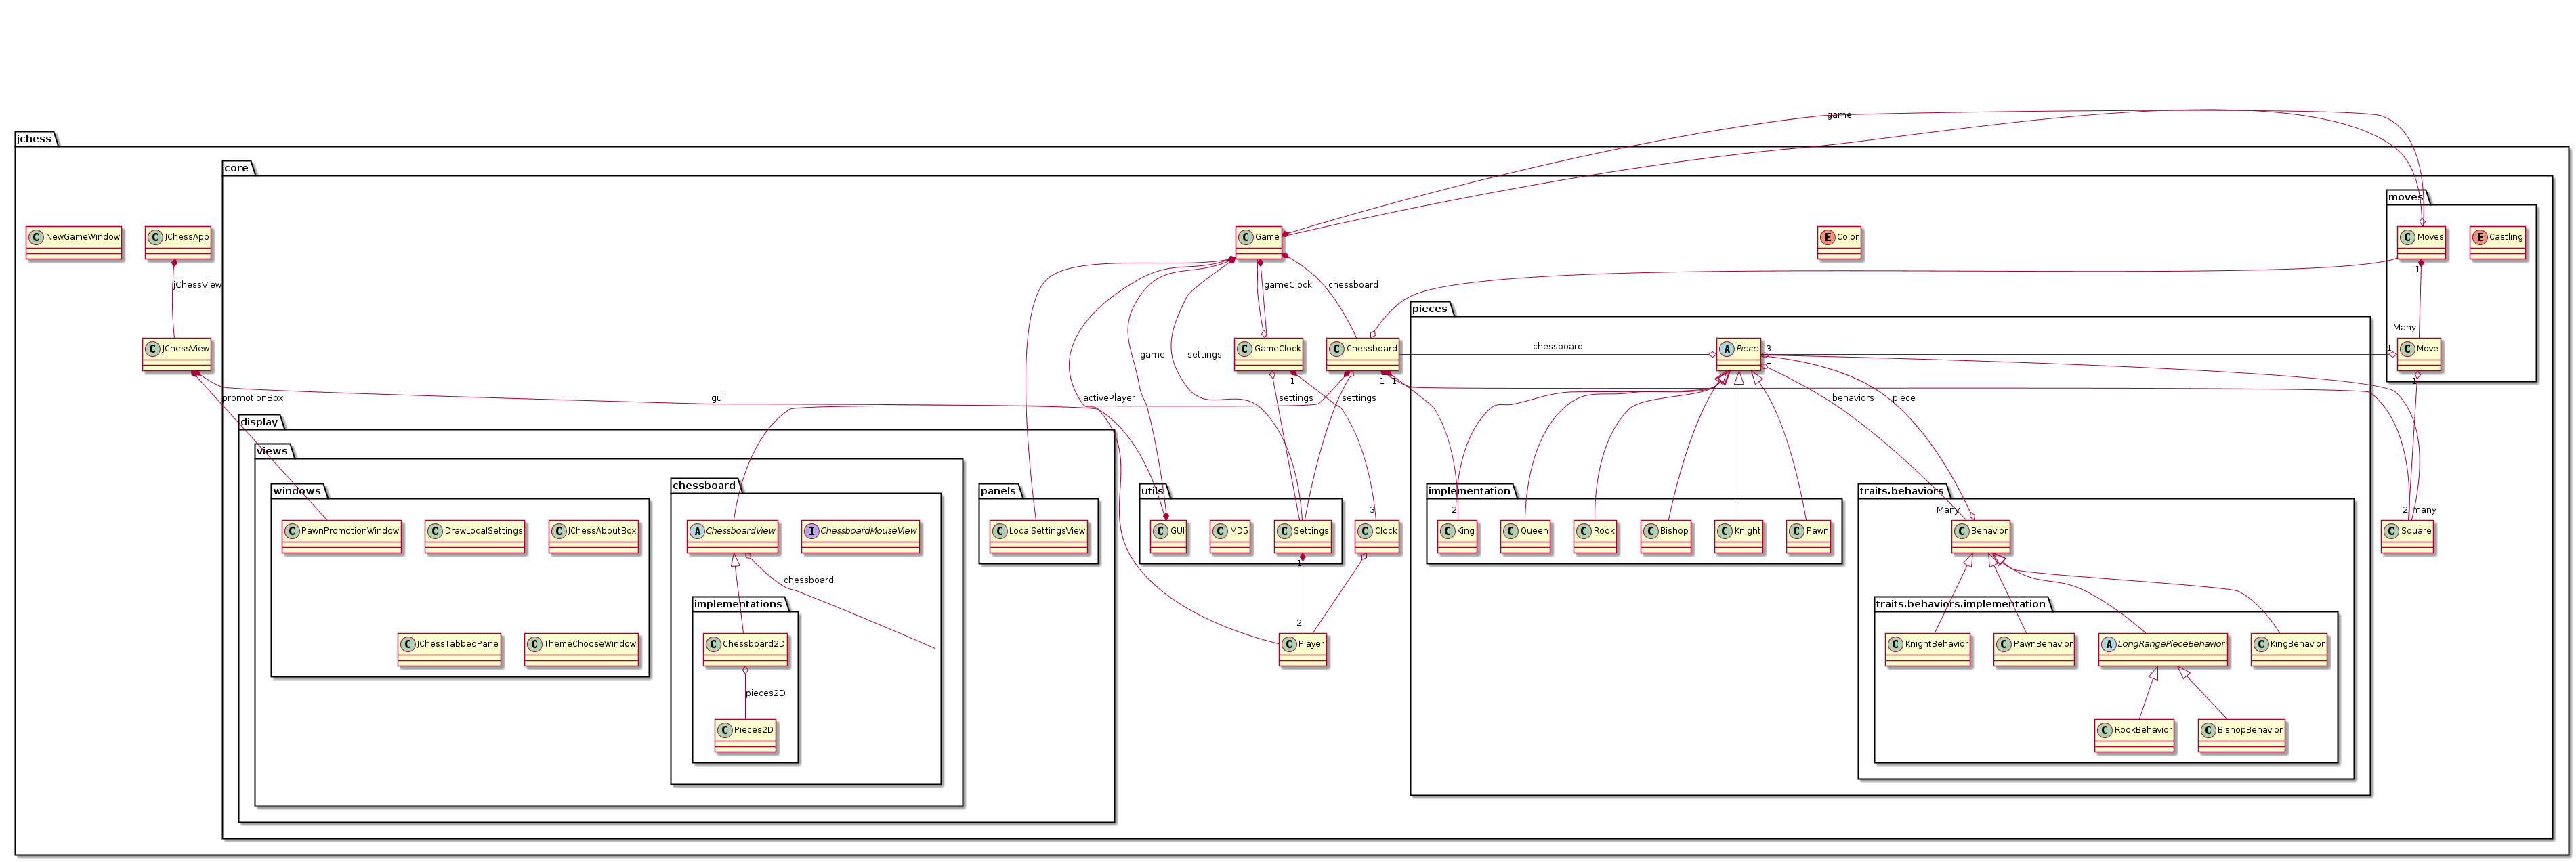 game
jchess
core
moves
C NewGameWindow
C JChessApp
C Game
E Color
C Moves
E Castling
1
jChessView
gameClock
chessboard
pieces
Many
C JChessView
C GameClock
C Chessboard
chessboard
A Piece
3
1
1
C Move
1
1
1
1
promotionBox
gui
activePlayer
game
settings
settings
settings
behaviors
piece
display
views
windows
chessboard
panels
utils
implementation
traits.behaviors
3
2
Many
2
many
C PawnPromotionWindow
C DrawLocalSettings
C JChessAboutBox
A ChessboardView
I ChessboardMouseView
C LocalSettingsView
C GUI
C MD5
C Settings
C Clock
C King
C Queen
C Rook
C Bishop
C Knight
C Pawn
C Behavior
C Square
1
chessboard
implementations
traits.behaviors.implementation
2
C JChessTabbedPane
C ThemeChooseWindow
C Chessboard2D
C Player
C KnightBehavior
C PawnBehavior
A LongRangePieceBehavior
C KingBehavior
pieces2D
C Pieces2D
C RookBehavior
C BishopBehavior